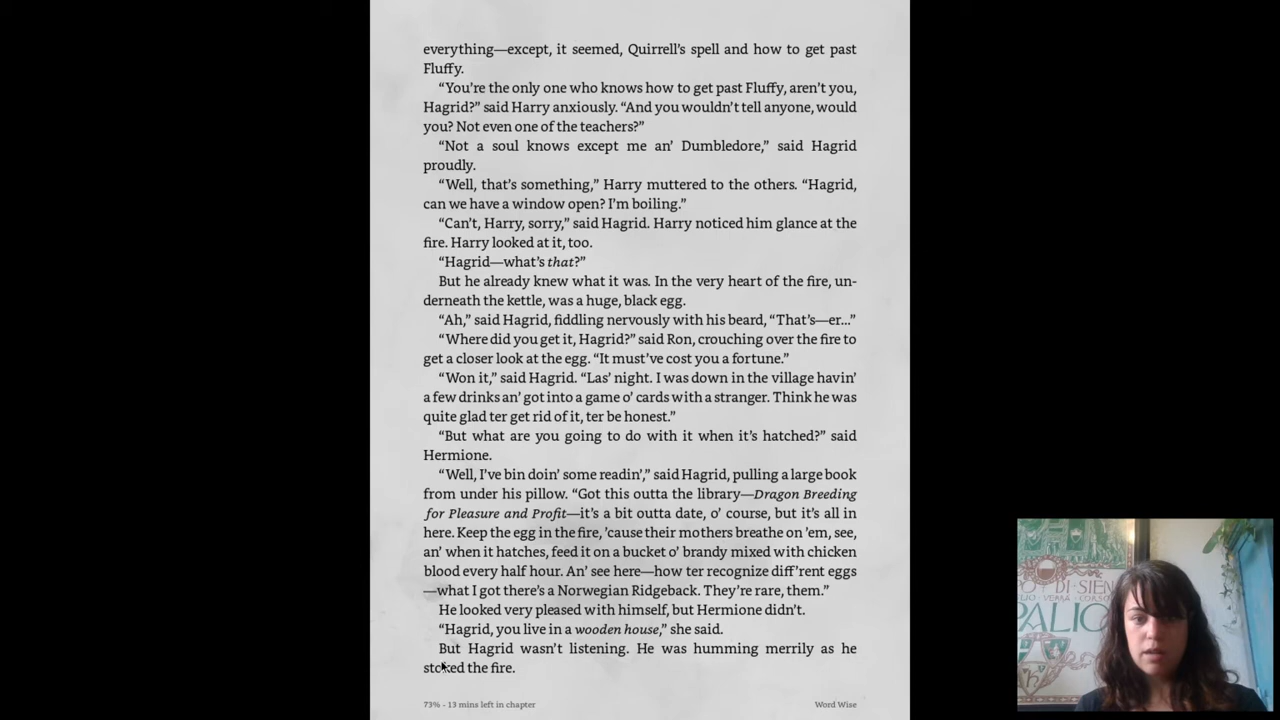 everything—except, it seemed, Quirrell's spell and how to get past
Fluffy.
“You're the only one who knows how to get past Fluffy, aren't you,
Hagrid?” said Harry anxiously. “And you wouldn't tell anyone, would
you? Not even one of the teachers?”
“Not a soul knows except me an' Dumbledore,” said Hagrid
proudly.
“Well, that's something,” Harry muttered to the others. “Hagrid,
can we have a window open? I'm boiling.”
“Can't, Harry, sorry,” said Hagrid. Harry noticed him glance at the
fire. Harry looked at it, too.
“Hagrid—what's that?”
But he already knew what it was. In the very heart of the fire, un-
derneath the kettle, was a huge, black egg.
“Ah,” said Hagrid, fiddling nervously with his beard, “That's—er...”
“Where did you get it, Hagrid?” said Ron, crouching over the fire to
get a closer look at the egg. “It must've cost you a fortune.”
“Won it,” said Hagrid. “Las' night. I was down in the village havin'
a few drinks an' got into a game o' cards with a stranger. Think he was
quite glad ter get rid of it, ter be honest.”
“But what are you going to do with it when it's hatched?” said
Hermione.
“Well, I've bin doin' some readin',” said Hagrid, pulling a large book
from under his pillow. “Got this outta the library—Dragon Breeding
for Pleasure and Profit—it's a bit outta date, o' course, but it's all in
here. Keep the egg in the fire, 'cause their mothers breathe on 'em, see,
an' when it hatches, feed it on a bucket o' brandy mixed with chicken
blood every half hour. An' see here—how ter recognize diff'rent eggs
—what I got there's a Norwegian Ridgeback. They're rare, them.”
He looked very pleased with himself, but Hermione didn't.
“Hagrid, you live in a wooden house,” she said.
But Hagrid wasn't listening. He was humming merrily as he
stoked the fire.
73% - 13 mins left in chapter
Word Wise
PALIO